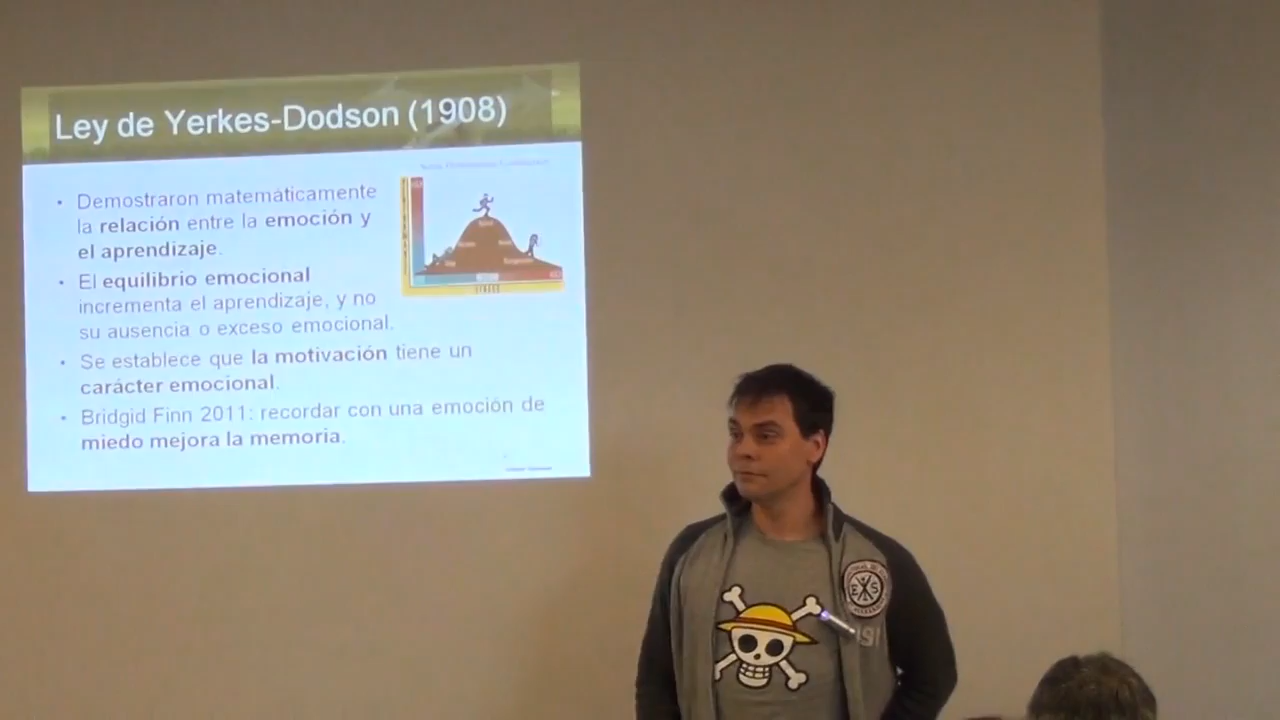 Ley de Yerkes-Dodson (1908)
• Demostraron matemáticamente
la relación entre la emoción y
el aprendizaje.
• El equilibrio emocional
incrementa el aprendizaje, y no
su ausencia o exceso emocional.
• Se establece que la motivación tiene un
carácter emocional.
• Bridgid Finn 2011: recordar con una emoción de
miedo mejora la memoria.
STRESS